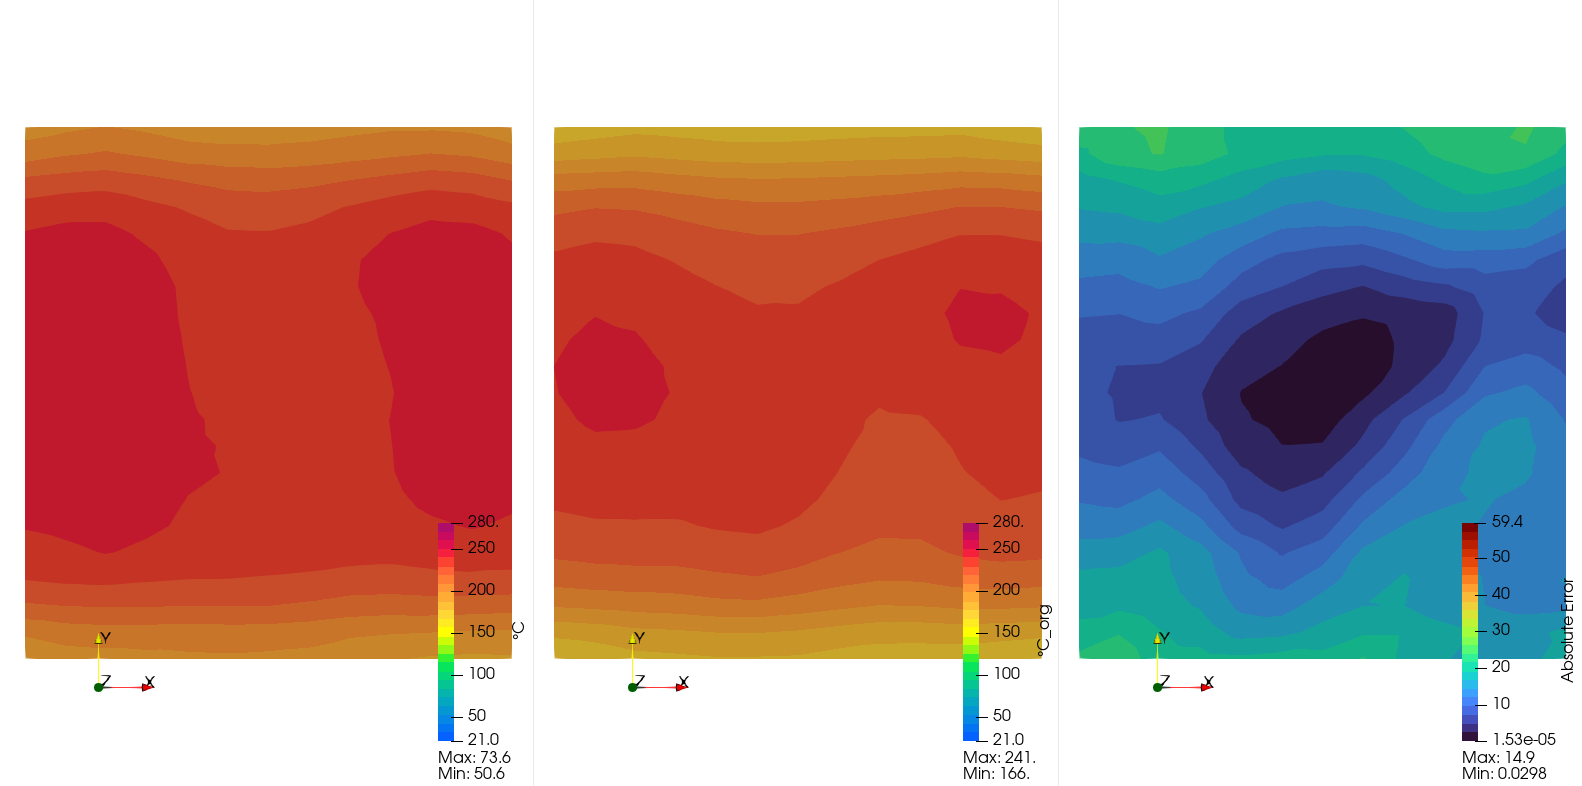 280.
250
200
150
100
50
21.0
°C
Max: 73.6
Min: 50.6
Y
Z
X
280.
250
200
150
100
50
21.0
°C_org
Max: 241.
Min: 166.
Y
Z
X
59.4
50
40
30
20
10
1.53e-05
Absolute Error
Max: 14.9
Min: 0.0298
Y
Z
X